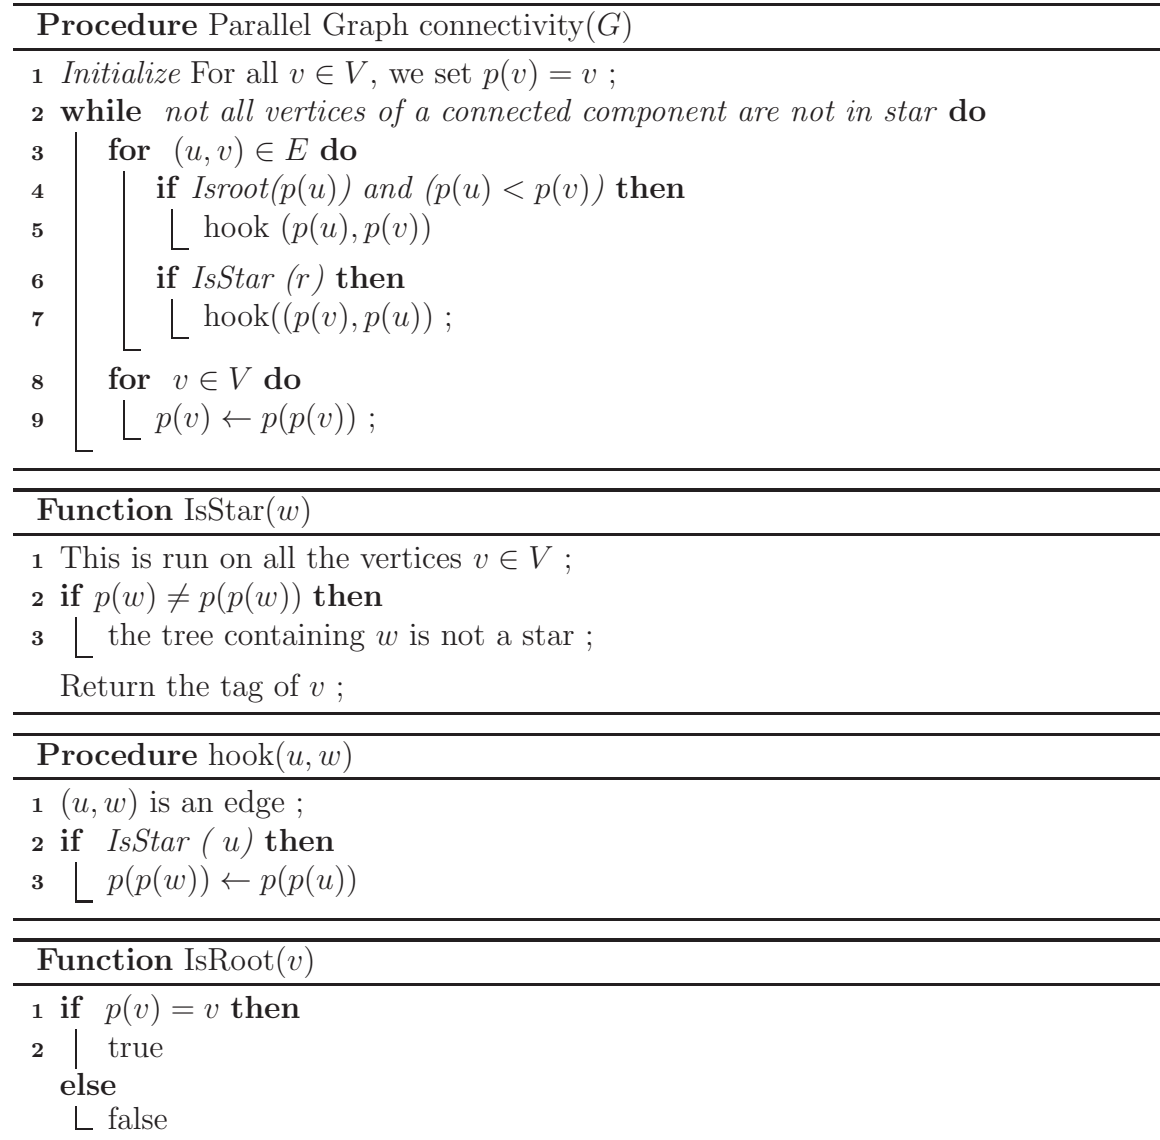 Procedure Parallel Graph connectivity(G)
1 Initialize For all v ∈ V, we set p(v) = v ;
2 while not all vertices of a connected component are not in star do
3 for (u, v) ∈ E do
4 if Isroot(p(u)) and (p(u) < p(v)) then
5 hook (p(u), p(v))
6 if IsStar (r) then
7 hook((p(v), p(u)) ;
8 for v ∈ V do
9 p(v) ← p(p(v)) ;
Function IsStar(w)
1 This is run on all the vertices v ∈ V ;
2 if p(w) ≠ p(p(w)) then
3 the tree containing w is not a star ;
Return the tag of v ;
Procedure hook(u, w)
1 (u, w) is an edge ;
2 if IsStar ( u) then
3 p(p(w)) ← p(p(u))
Function IsRoot(v)
1 if p(v) = v then
2 true
else
false